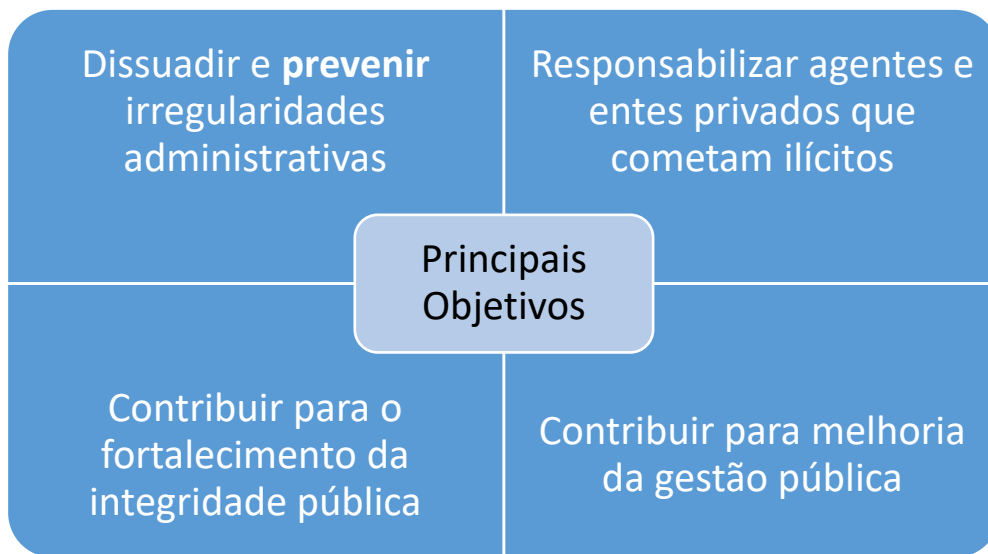 Dissuadir e prevenir
irregularidades
administrativas
Responsabilizar agentes e
entes privados que
cometam ilícitos
Principais
Objetivos
Contribuir para o
fortalecimento da
integridade pública
Contribuir para melhoria
da gestão pública